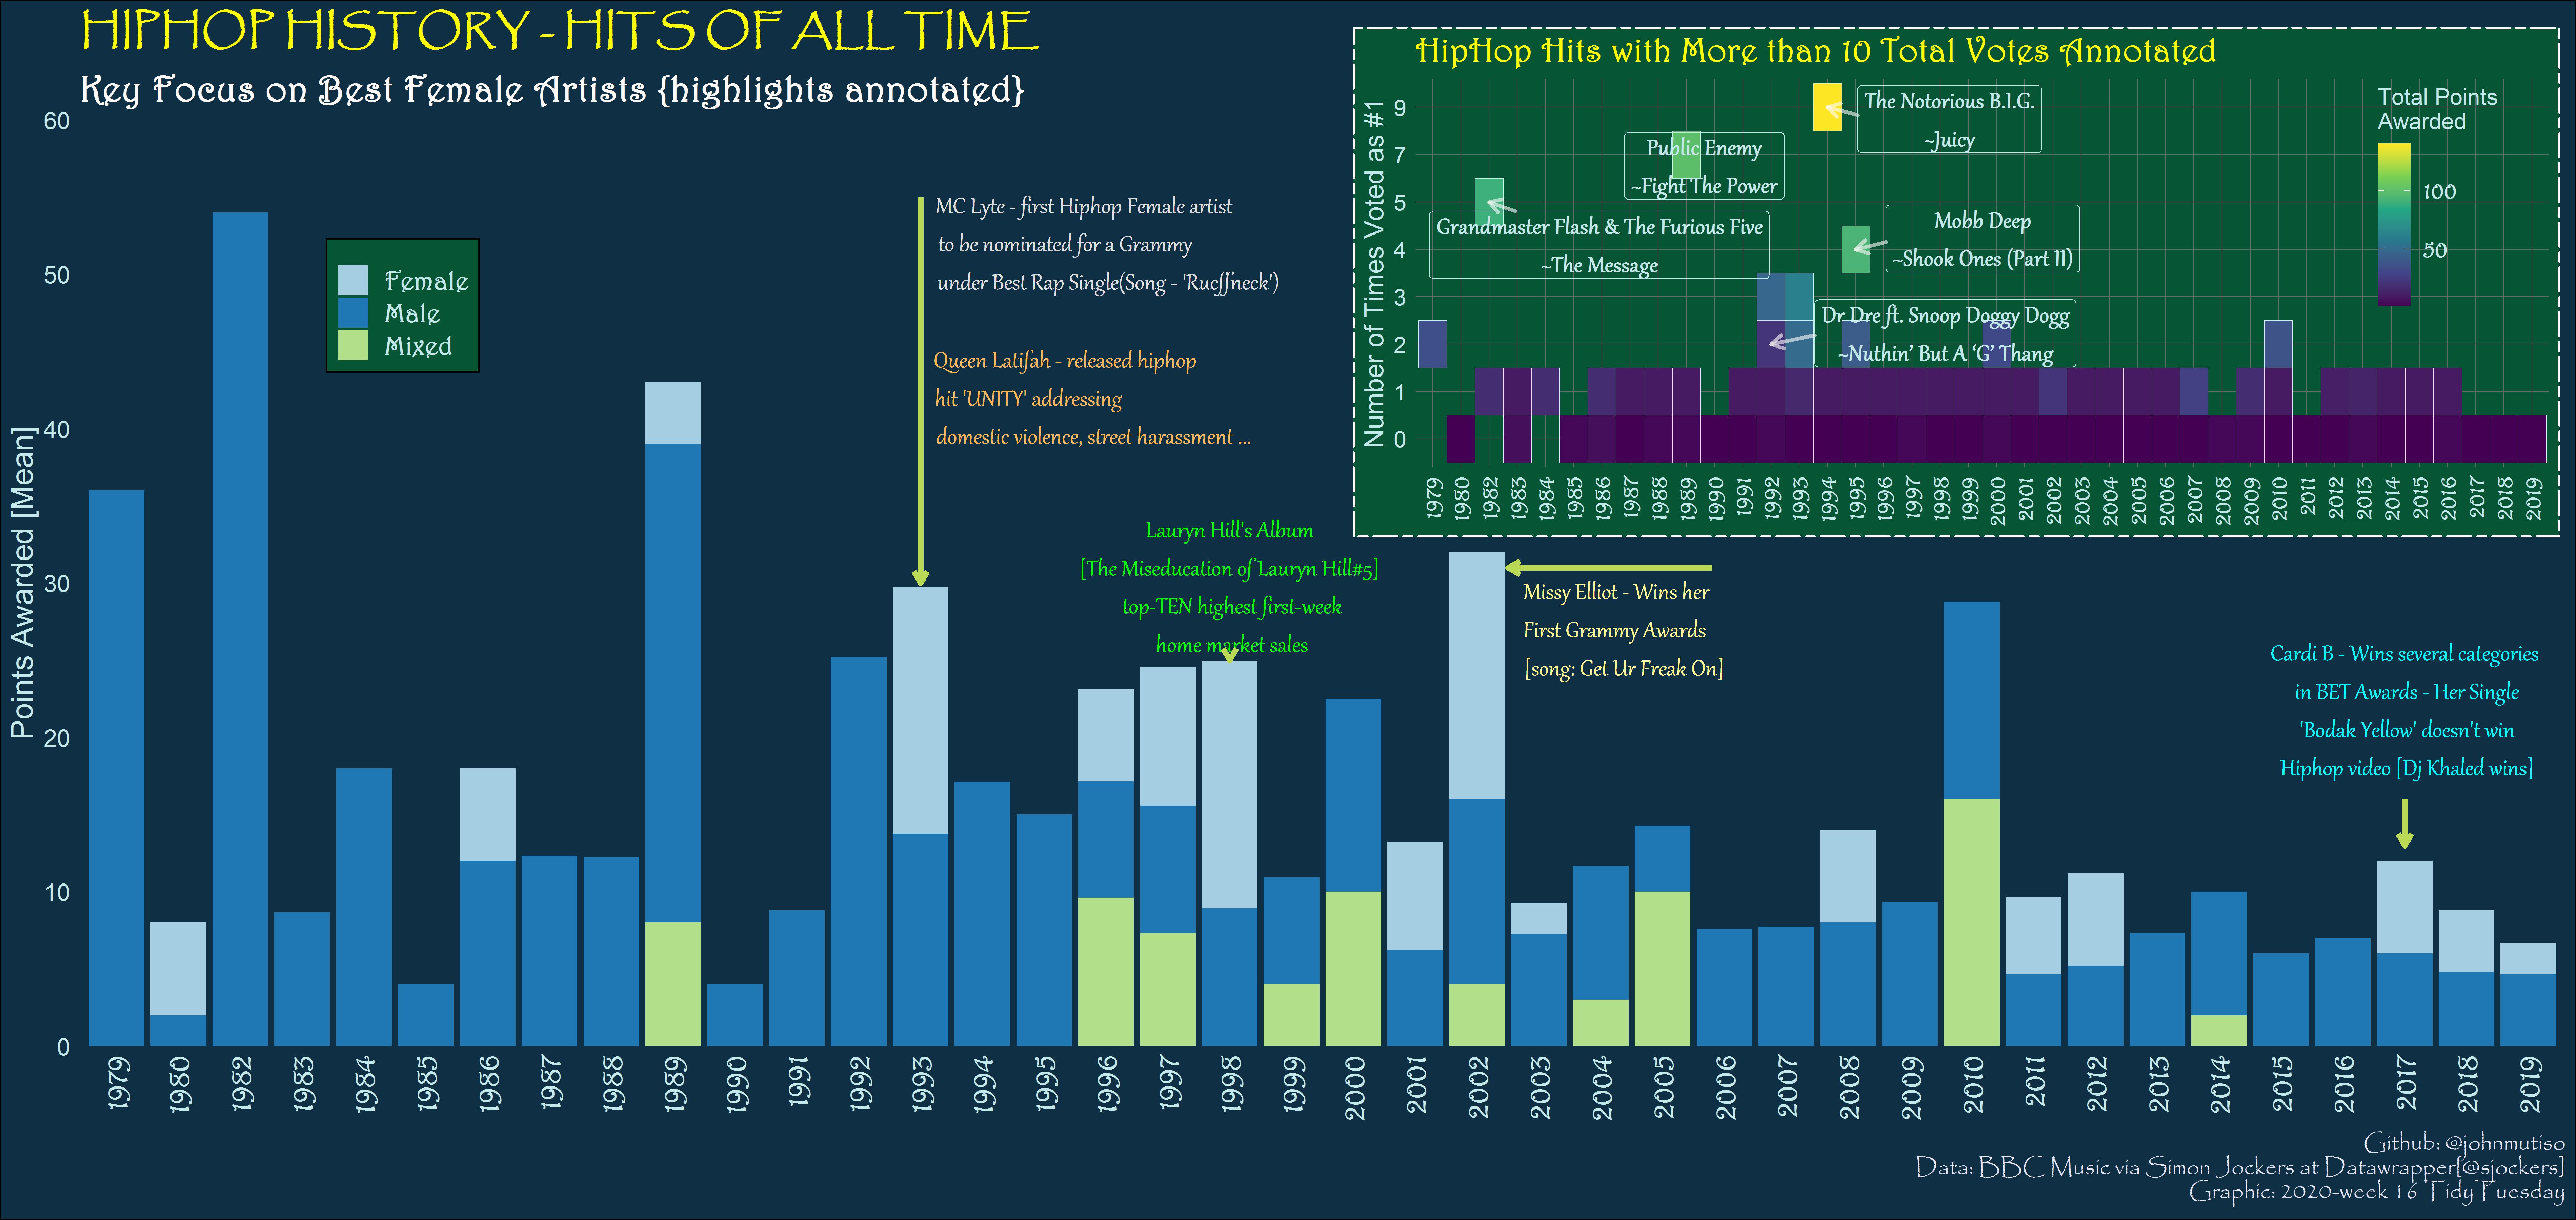 HIPHOP HISTORY - HITS OF ALL TIME
Key Focus on Best Female Artists {highlights annotated}
60
50
40
30
20
10
0
Points Awarded [Mean]
Female
Male
Mixed
MC Lyte - first Hiphop Female artist
to be nominated for a Grammy
under Best Rap Single(Song - 'Rucffneck')
Queen Latifah - released hiphop
hit 'UNITY' addressing
domestic violence, street harassment ...
Lauryn Hill's Album
[The Miseducation of Lauryn Hill#5]
top-TEN highest first-week
home market sales
Missy Elliot - Wins her
First Grammy Awards
[song: Get Ur Freak On]
Cardi B - Wins several categories
in BET Awards - Her Single
'Bodak Yellow' doesn't win
Hiphop video [Dj Khaled wins]
1979
1980
1982
1983
1984
1985
1986
1987
1988
1989
1990
1991
1992
1993
1994
1995
1996
1997
1998
1999
2000
2001
2002
2003
2004
2005
2006
2007
2008
2009
2010
2011
2012
2013
2014
2015
2016
2017
2018
2019
HipHop Hits with More than 10 Total Votes Annotated
Number of Times Voted as #1
9
7
5
4
3
2
1
0
The Notorious B.I.G.
~Juicy
Public Enemy
~Fight The Power
Grandmaster Flash & The Furious Five
~The Message
Mobb Deep
~Shook Ones (Part II)
Dr Dre ft. Snoop Doggy Dogg
~Nuthin’ But A ‘G’ Thang
Total Points
Awarded
100
50
1979
1980
1982
1983
1984
1985
1986
1987
1988
1989
1990
1991
1992
1993
1994
1995
1996
1997
1998
1999
2000
2001
2002
2003
2004
2005
2006
2007
2008
2009
2010
2011
2012
2013
2014
2015
2016
2017
2018
2019
Github: @johnmutiso
Data: BBC Music via Simon Jockers at Datawrapper[@sjockers]
Graphic: 2020-week 16 TidyTuesday